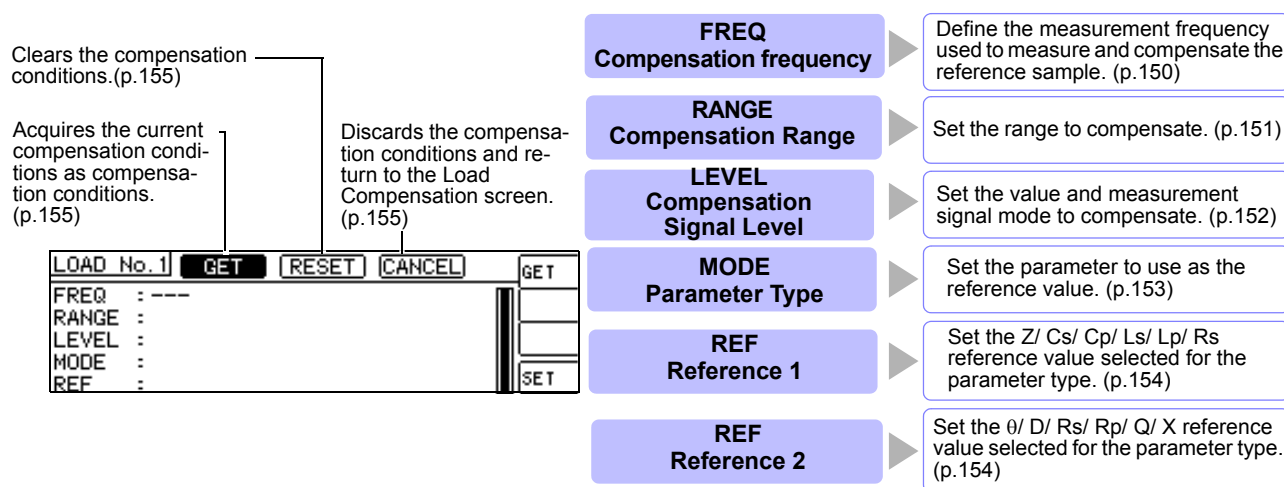 Clears the compensation
conditions.(p.155)
Acquires the current
compensation condi-
tions as compensa-
tion conditions.
(p.155)
Discards the compensa-
tion conditions and re-
turn to the Load
Compensation screen.
(p.155)
LOAD No.1 GET RESET CANCEL GET
FREQ : ---
RANGE :
LEVEL :
MODE :
REF :
SET
FREQ
Compensation frequency
Define the measurement frequency
used to measure and compensate the
reference sample. (p.150)
RANGE
Compensation Range
Set the range to compensate. (p.151)
LEVEL
Compensation
Signal Level
Set the value and measurement
signal mode to compensate. (p.152)
MODE
Parameter Type
Set the parameter to use as the
reference value. (p.153)
REF
Reference 1
Set the Z/ Cs/ Cp/ Ls/ Lp/ Rs
reference value selected for the
parameter type. (p.154)
REF
Reference 2
Set the θ/ D/ Rs/ Rp/ Q/ X reference
value selected for the parameter type.
(p.154)